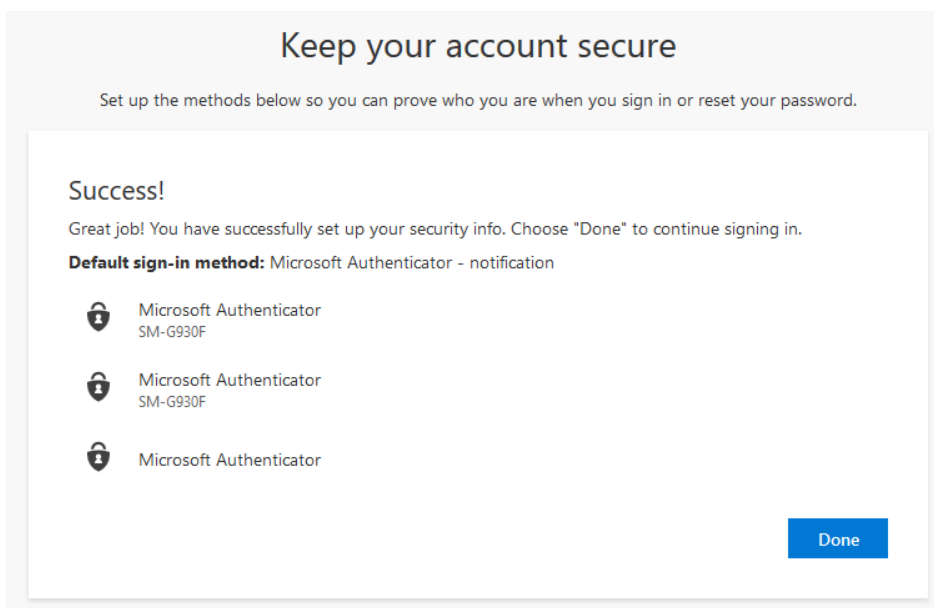 Keep your account secure
Set up the methods below so you can prove who you are when you sign in or reset your password.
Success!
Great job! You have successfully set up your security info. Choose "Done" to continue signing in.
Default sign-in method: Microsoft Authenticator - notification
Microsoft Authenticator
SM-G930F
Microsoft Authenticator
SM-G930F
Microsoft Authenticator
Done